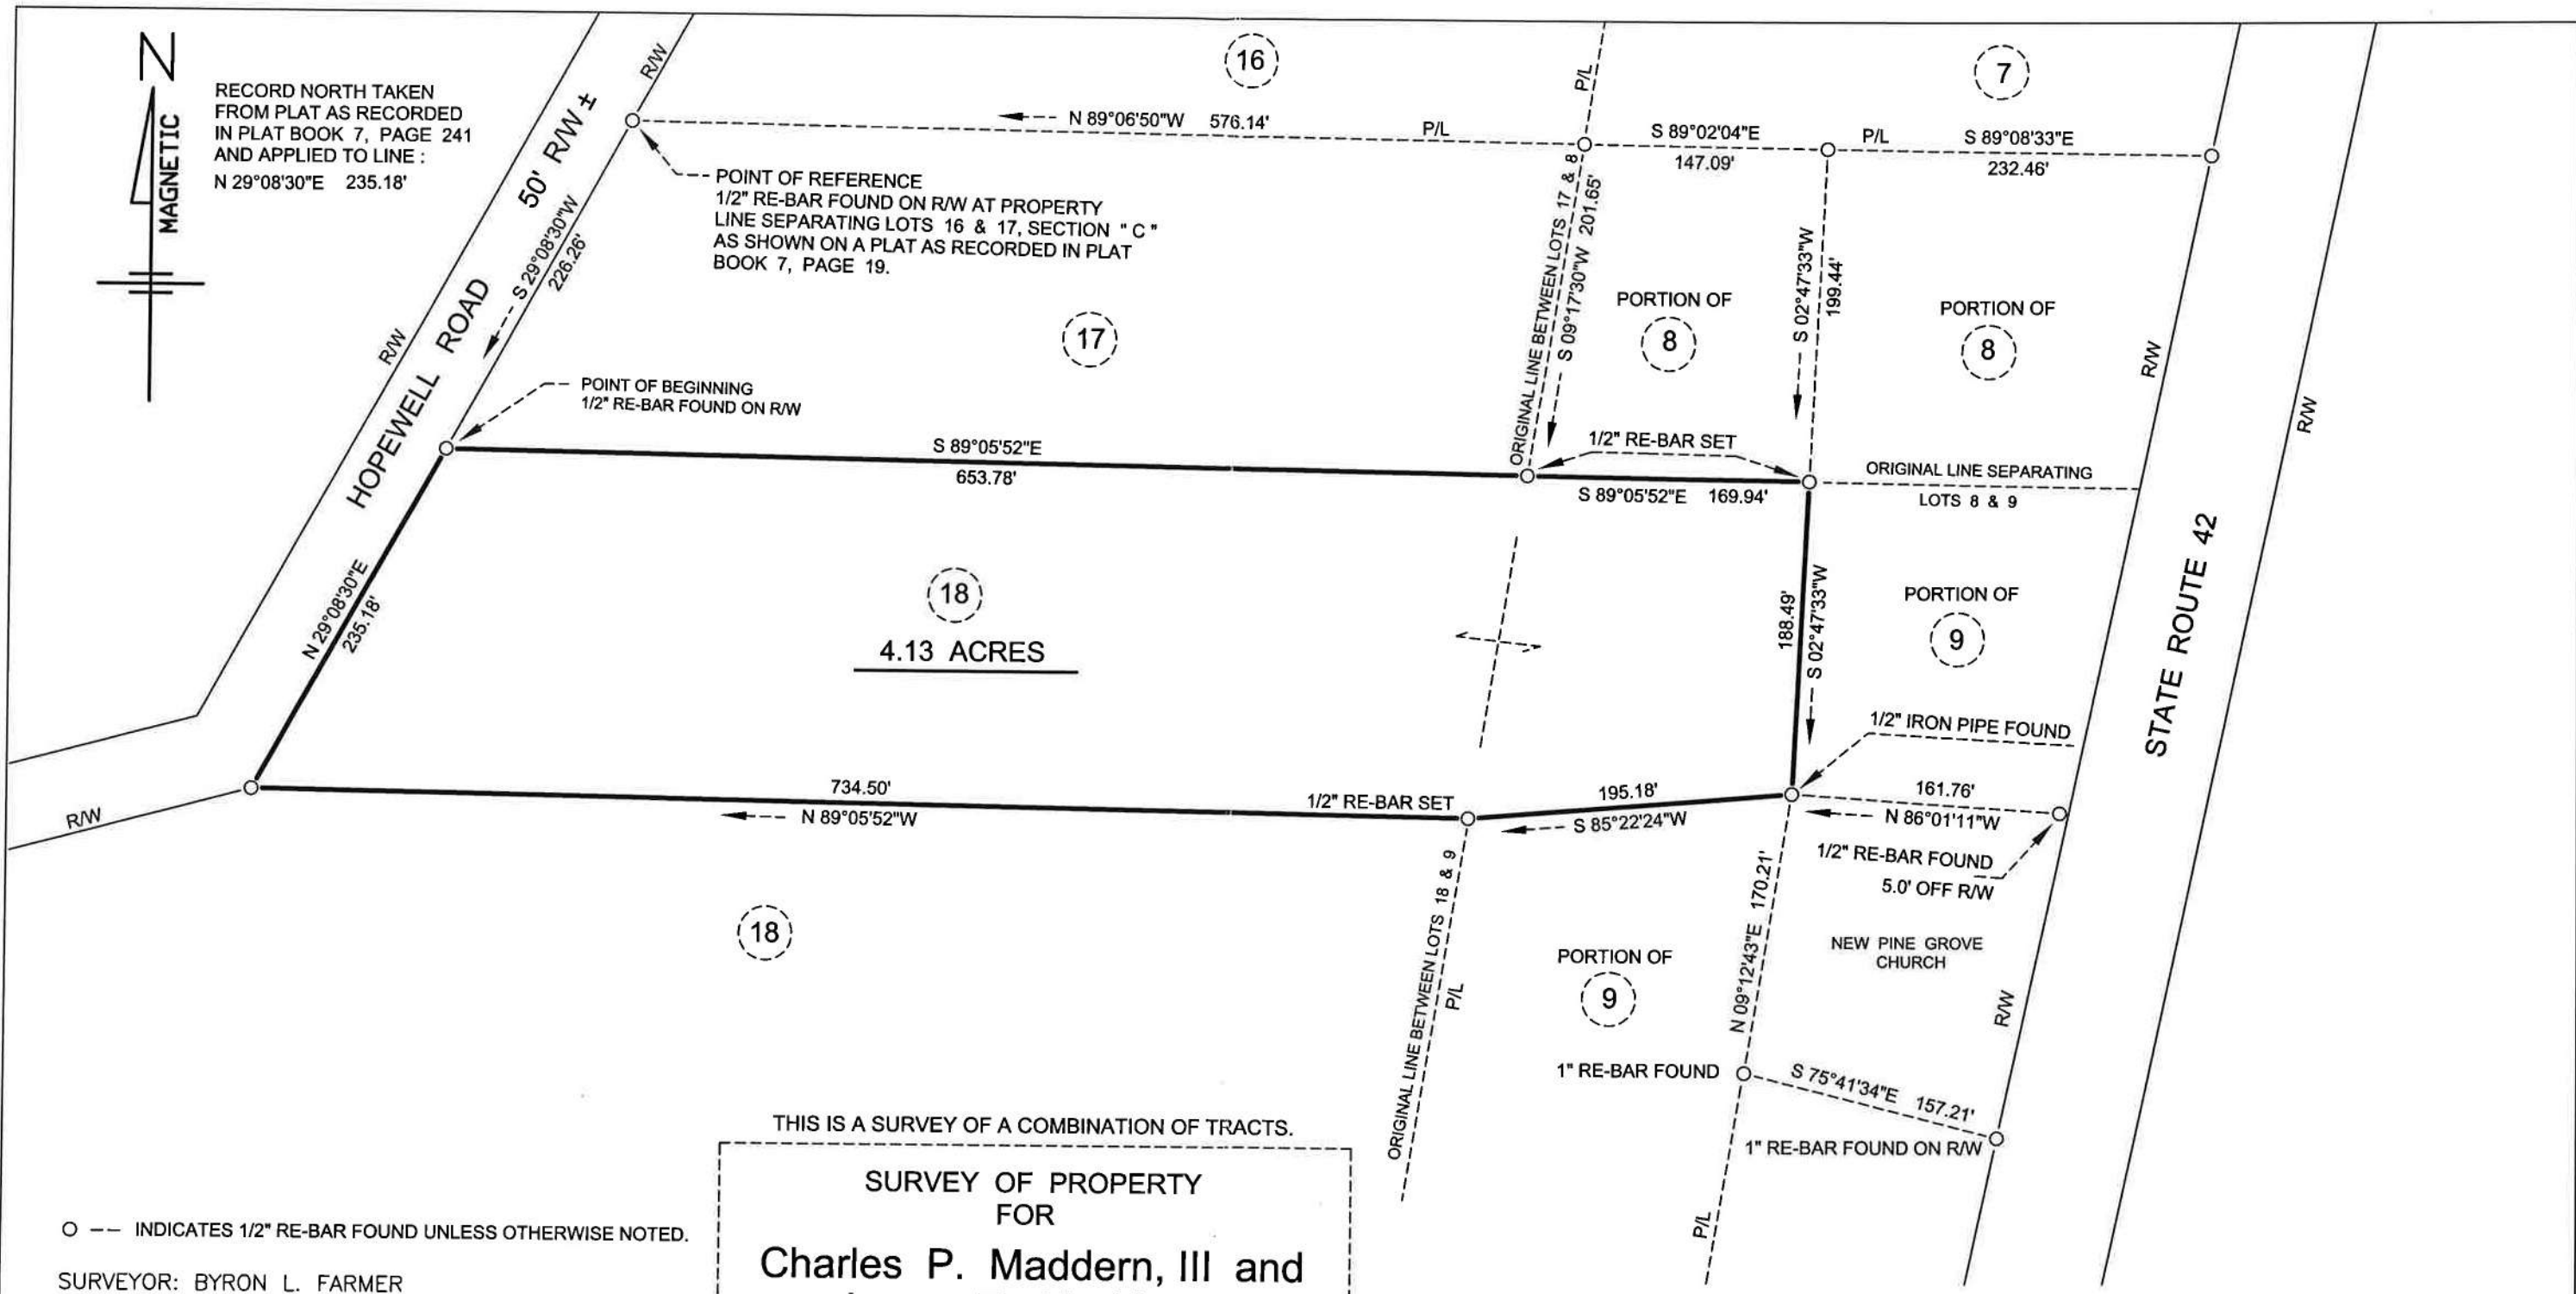 N
MAGNETIC
RECORD NORTH TAKEN
FROM PLAT AS RECORDED
IN PLAT BOOK 7, PAGE 241
AND APPLIED TO LINE :
N 29°08'30"E 235.18'
R/W
R/W
50' R/W ±
HOPEWELL ROAD
S 29°08'30"W
226.26'
16
N 89°06'50"W 576.14'
P/L
P/L
7
S 89°02'04"E
147.09'
P/L
S 89°08'33"E
232.46'
POINT OF REFERENCE
1/2" RE-BAR FOUND ON R/W AT PROPERTY
LINE SEPARATING LOTS 16 & 17, SECTION " C "
AS SHOWN ON A PLAT AS RECORDED IN PLAT
BOOK 7, PAGE 19.
17
ORIGINAL LINE BETWEEN LOTS 17 & 8
S 09°17'30"W 201.65'
PORTION OF
8
S 02°47'33"W
199.44'
PORTION OF
8
R/W
R/W
POINT OF BEGINNING
1/2" RE-BAR FOUND ON R/W
S 89°05'52"E
653.78'
1/2" RE-BAR SET
S 89°05'52"E 169.94'
ORIGINAL LINE SEPARATING
LOTS 8 & 9
N 29°08'30"E
235.18'
18
4.13 ACRES
188.49'
S 02°47'33"W
PORTION OF
9
STATE ROUTE 42
1/2" IRON PIPE FOUND
R/W
734.50'
N 89°05'52"W
1/2" RE-BAR SET
195.18'
S 85°22'24"W
161.76'
N 86°01'11"W
1/2" RE-BAR FOUND
5.0' OFF R/W
18
ORIGINAL LINE BETWEEN LOTS 18 & 9
P/L
PORTION OF
9
N 09°12'43"E 170.21'
NEW PINE GROVE
CHURCH
R/W
1" RE-BAR FOUND
S 75°41'34"E 157.21'
1" RE-BAR FOUND ON R/W
P/L
THIS IS A SURVEY OF A COMBINATION OF TRACTS.
SURVEY OF PROPERTY
FOR
Charles P. Maddern, III and
O -- INDICATES 1/2" RE-BAR FOUND UNLESS OTHERWISE NOTED.
SURVEYOR: BYRON L. FARMER